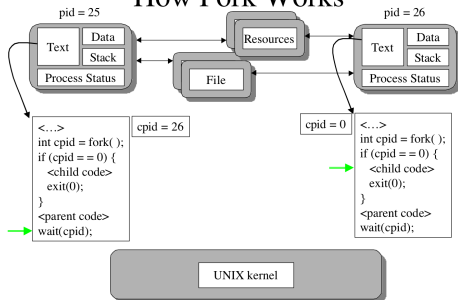 How Fork Works
pid = 25
pid = 26
Text
Data
Stack
Process Status
Resources
File
Text
Data
Stack
Process Status
<…>
int cpid = fork( );
if (cpid = = 0) {
<child code>
exit(0);
}
<parent code>
wait(cpid);
cpid = 26
cpid = 0
<…>
int cpid = fork( );
if (cpid = = 0) {
<child code>
exit(0);
}
<parent code>
wait(cpid);
UNIX kernel